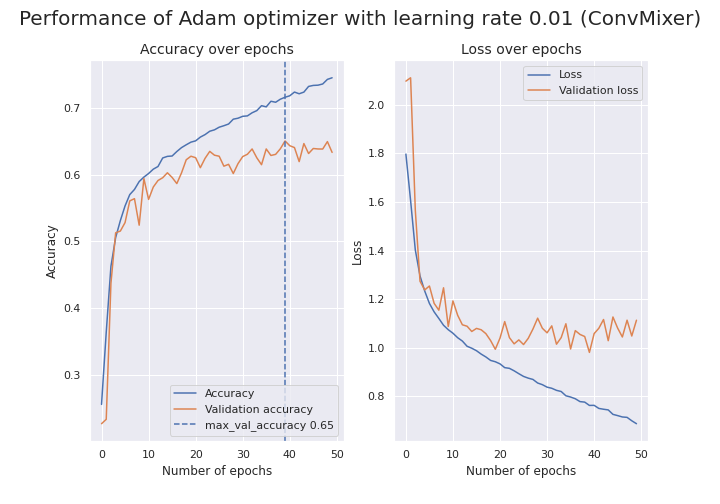 Performance of Adam optimizer with learning rate 0.01 (ConvMixer)
Accuracy over epochs
Accuracy
0.7
0.6
0.5
0.4
0.3
0 10 20 30 40 50
Number of epochs
Accuracy
Validation accuracy
max_val_accuracy 0.65
Loss over epochs
Loss
2.0
1.8
1.6
1.4
1.2
1.0
0.8
0 10 20 30 40 50
Number of epochs
Loss
Validation loss